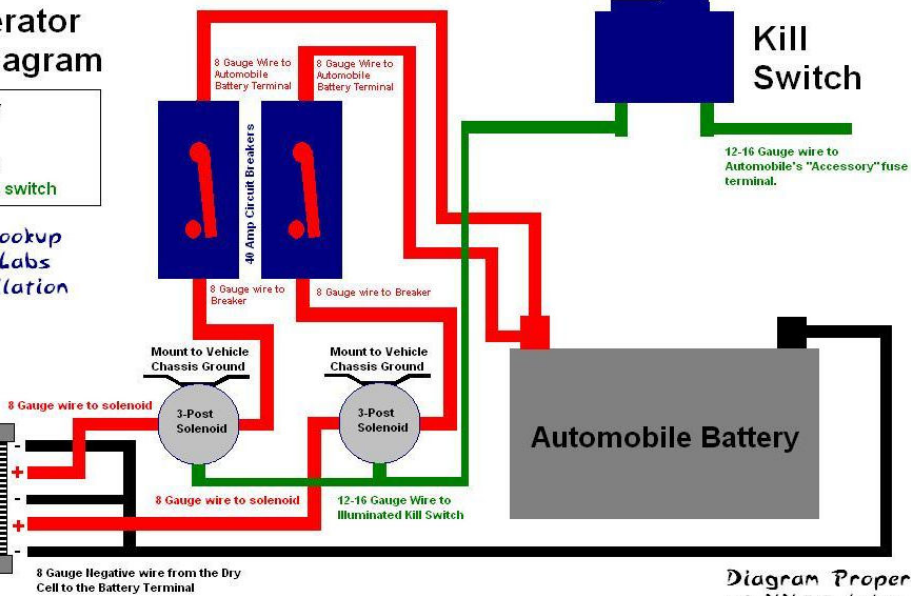 erator
agram
switch
ookup
Labs
llation
8 Gauge Wire to
Automobile
Battery Terminal
8 Gauge Wire to
Automobile
Battery Terminal
40 Amp Circuit Breakers
Kill
Switch
12-16 Gauge wire to
Automobile's "Accessory" fuse
terminal.
8 Gauge wire to
Breaker
8 Gauge wire to Breaker
Mount to Vehicle
Chassis Ground
Mount to Vehicle
Chassis Ground
8 Gauge wire to solenoid
3-Post
Solenoid
3-Post
Solenoid
Automobile Battery
-
+
-
+
-
8 Gauge wire to solenoid
12-16 Gauge Wire to
Illuminated Kill Switch
8 Gauge Negative wire from the Dry
Cell to the Battery Terminal
Diagram Proper